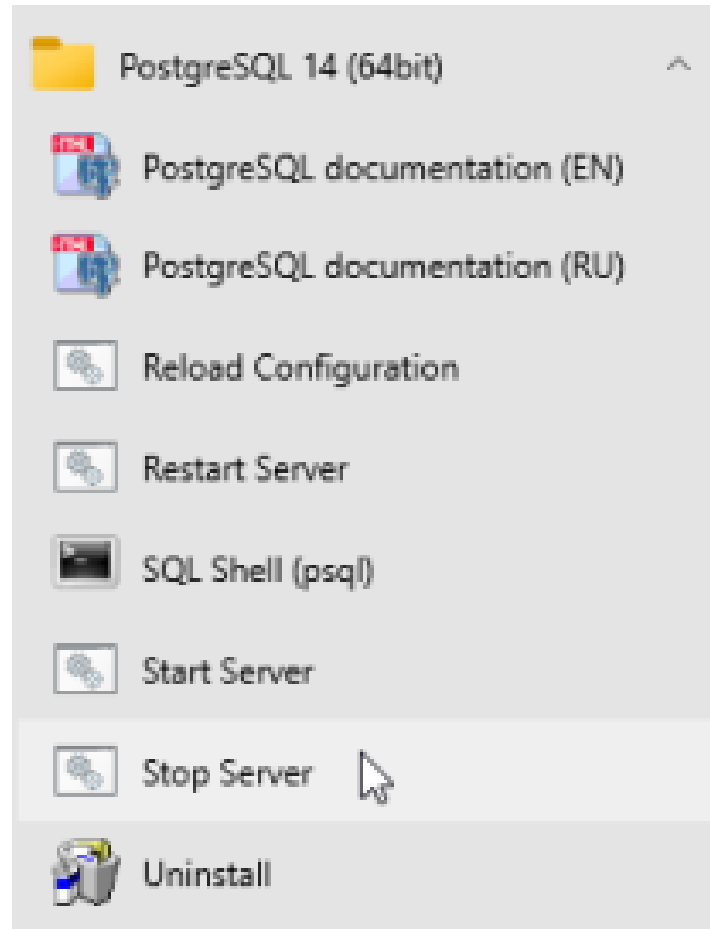 PostgreSQL 14 (64bit)
PostgreSQL documentation (EN)
PostgreSQL documentation (RU)
Reload Configuration
Restart Server
SQL Shell (psql)
Start Server
Stop Server
Uninstall